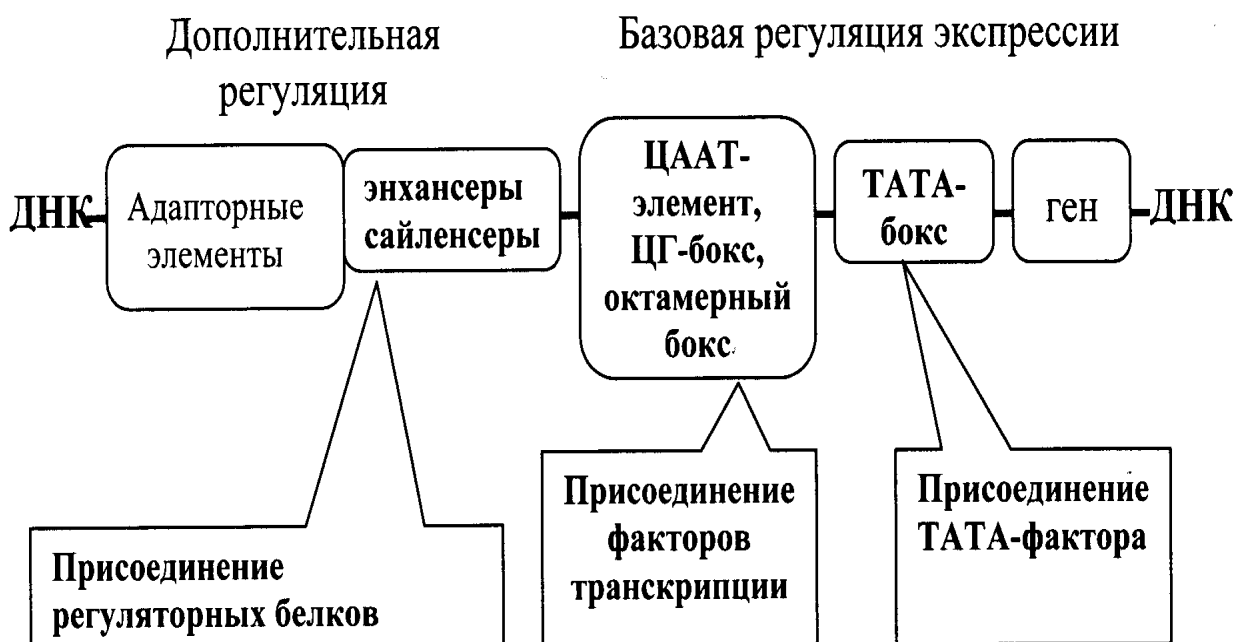 Дополнительная
регуляция
Базовая регуляция экспрессии
ДНК
Адапторные
элементы
энхансеры
сайленсеры
ЦААТ-
элемент,
ЦГ-бокс,
октамерный
бокс
ТАТА-
бокс
ген
ДНК
Присоединение
регуляторных белков
Присоединение
факторов
транскрипции
Присоединение
ТАТА-фактора